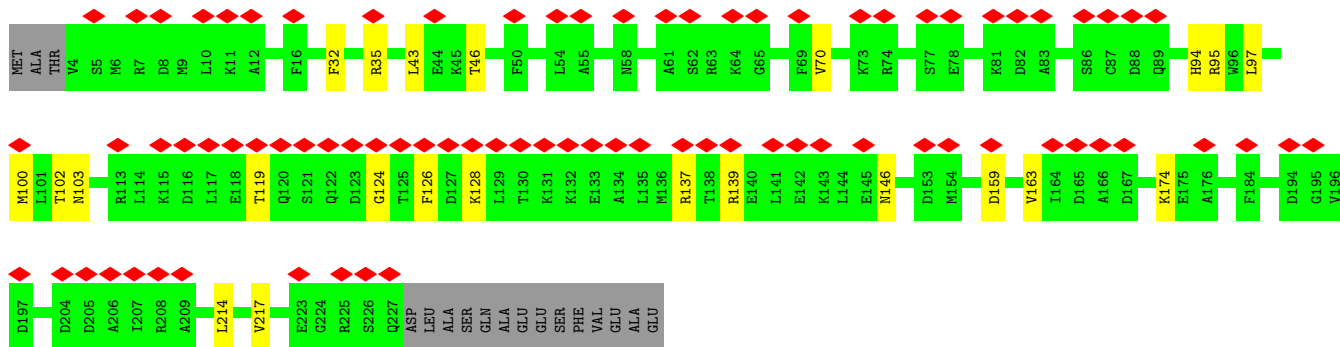 MET ALA THR V4 S5 M6 R7 D8 M9 L10 K11 A12 F16 F32 R35 L43 E44 K45 T46 F50 L54 A55 N58 A61 S62 R63 K64 G65 F69 V70 K73 R74 S77 E78 K81 D82 A83 S86 C87 D88 Q89 H94 R95 W96 L97
M100 L101 T102 N103 R113 L114 K115 D116 L117 E118 T119 Q120 S121 Q122 D123 G124 T125 F126 D127 K128 L129 T130 K131 K132 E133 A134 L135 M136 R137 T138 R139 E140 L141 E142 K143 L144 E145 N146 D153 M154 D159 V163 I164 D165 A166 D167 K174 E175 A176 F184 D194 G195 V196
D197 D204 D205 A206 I207 R208 A209 L214 V217 E223 G224 R225 S226 Q227 ASP LEU ALA SER GLN ALA GLU GLU SER PHE VAL GLU ALA GLU